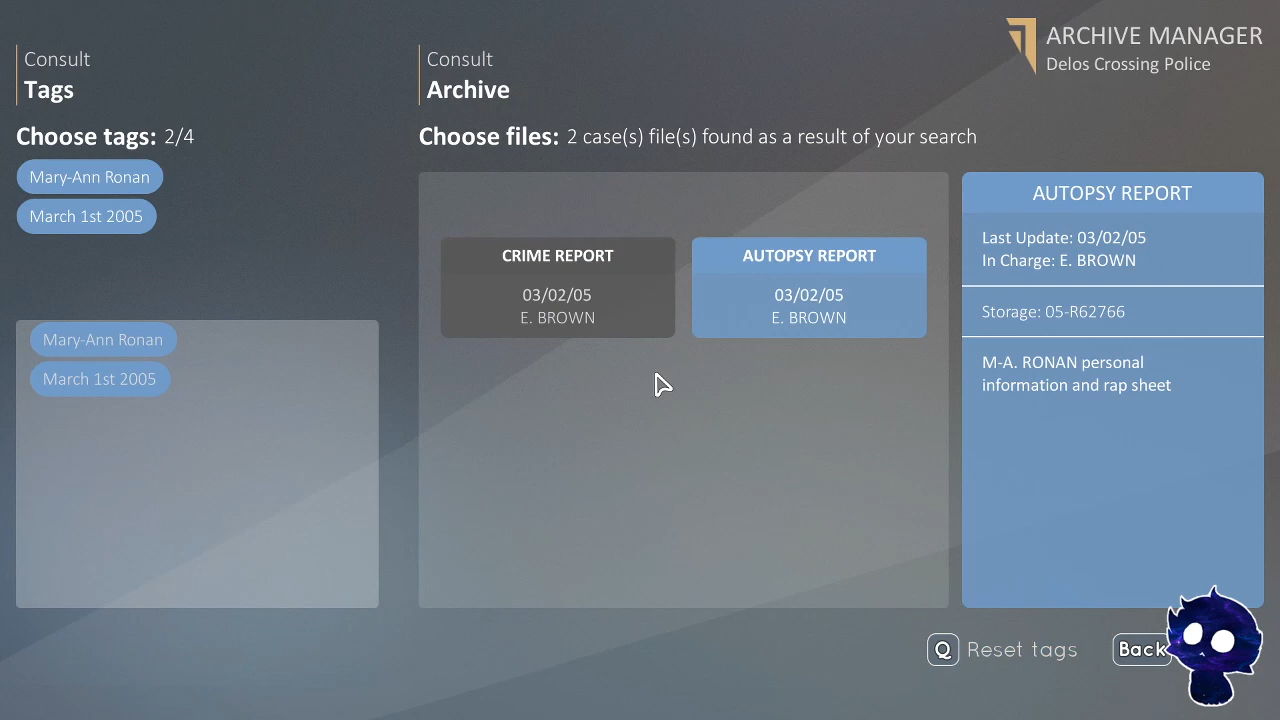 ARCHIVE MANAGER
Delos Crossing Police
Consult
Tags
Choose tags: 2/4
Mary-Ann Ronan
March 1st 2005
Mary-Ann Ronan
March 1st 2005
Consult
Archive
Choose files: 2 case(s) file(s) found as a result of your search
CRIME REPORT
03/02/05
E. BROWN
AUTOPSY REPORT
03/02/05
E. BROWN
AUTOPSY REPORT
Last Update: 03/02/05
In Charge: E. BROWN
Storage: 05-R62766
M-A. RONAN personal
information and rap sheet
Q Reset tags
Back